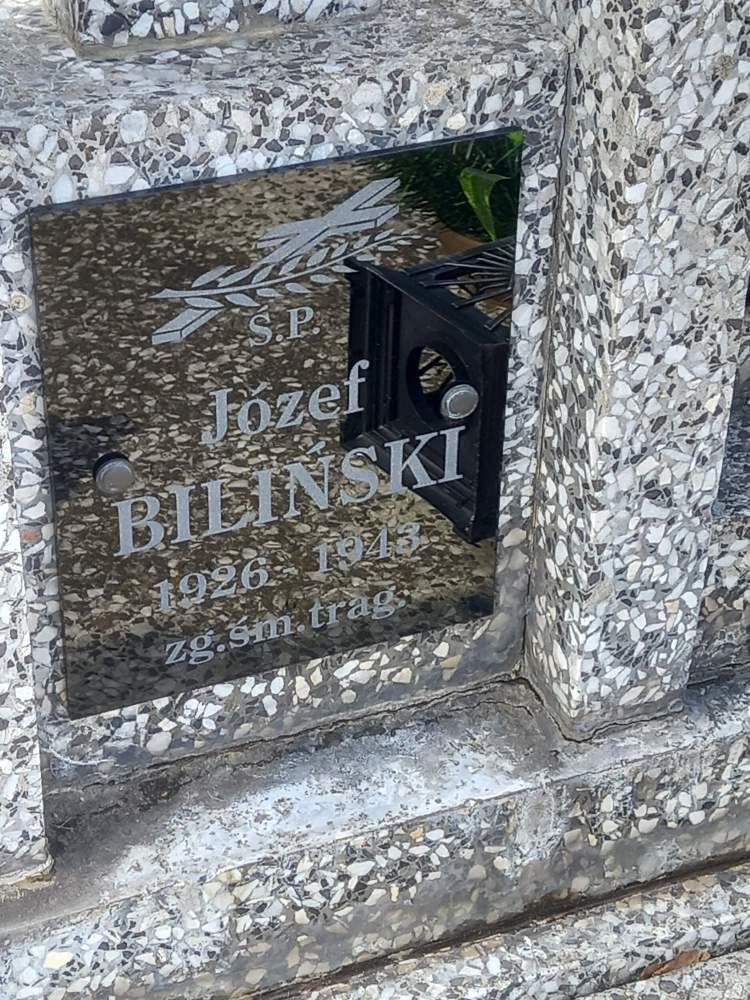 Ś.P.
Józef
BILIŃSKI
1926 - 1943
zg.śm.trag.